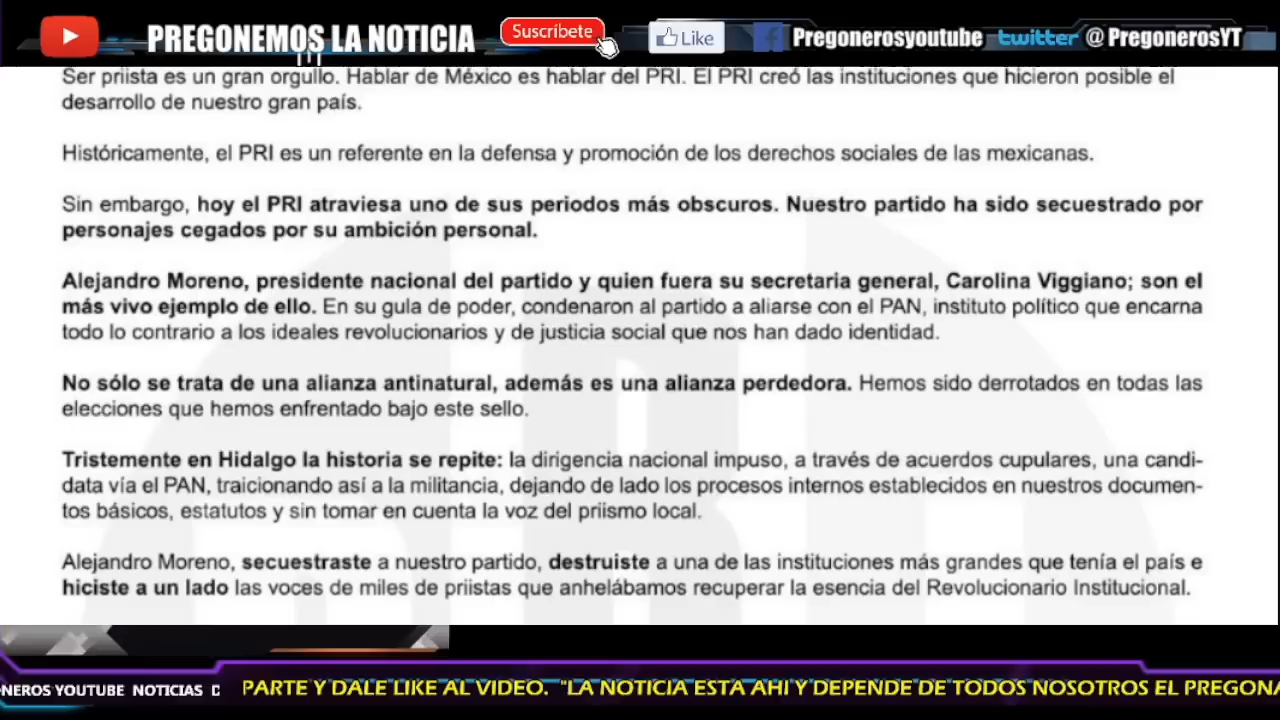 PREGONEMOS LA NOTICIA Suscríbete Like Pregonerosyoutube twitter @PregonerosYT
Ser priista es un gran orgullo. Hablar de México es hablar del PRI. El PRI creó las instituciones que hicieron posible el
desarrollo de nuestro gran país.
Históricamente, el PRI es un referente en la defensa y promoción de los derechos sociales de las mexicanas.
Sin embargo, hoy el PRI atraviesa uno de sus periodos más obscuros. Nuestro partido ha sido secuestrado por
personajes cegados por su ambición personal.
Alejandro Moreno, presidente nacional del partido y quien fuera su secretaria general, Carolina Viggiano; son el
más vivo ejemplo de ello. En su gula de poder, condenaron al partido a aliarse con el PAN, instituto político que encarna
todo lo contrario a los ideales revolucionarios y de justicia social que nos han dado identidad.
No sólo se trata de una alianza antinatural, además es una alianza perdedora. Hemos sido derrotados en todas las
elecciones que hemos enfrentado bajo este sello.
Tristemente en Hidalgo la historia se repite: la dirigencia nacional impuso, a través de acuerdos cupulares, una candi-
data vía el PAN, traicionando así a la militancia, dejando de lado los procesos internos establecidos en nuestros documen-
tos básicos, estatutos y sin tomar en cuenta la voz del priismo local.
Alejandro Moreno, secuestraste a nuestro partido, destruiste a una de las instituciones más grandes que tenía el país e
hiciste a un lado las voces de miles de priistas que anhelábamos recuperar la esencia del Revolucionario Institucional.
NEROS YOUTUBE NOTICIAS D PARTE Y DALE LIKE AL VIDEO. "LA NOTICIA ESTA AHI Y DEPENDE DE TODOS NOSOTROS EL PREGONA